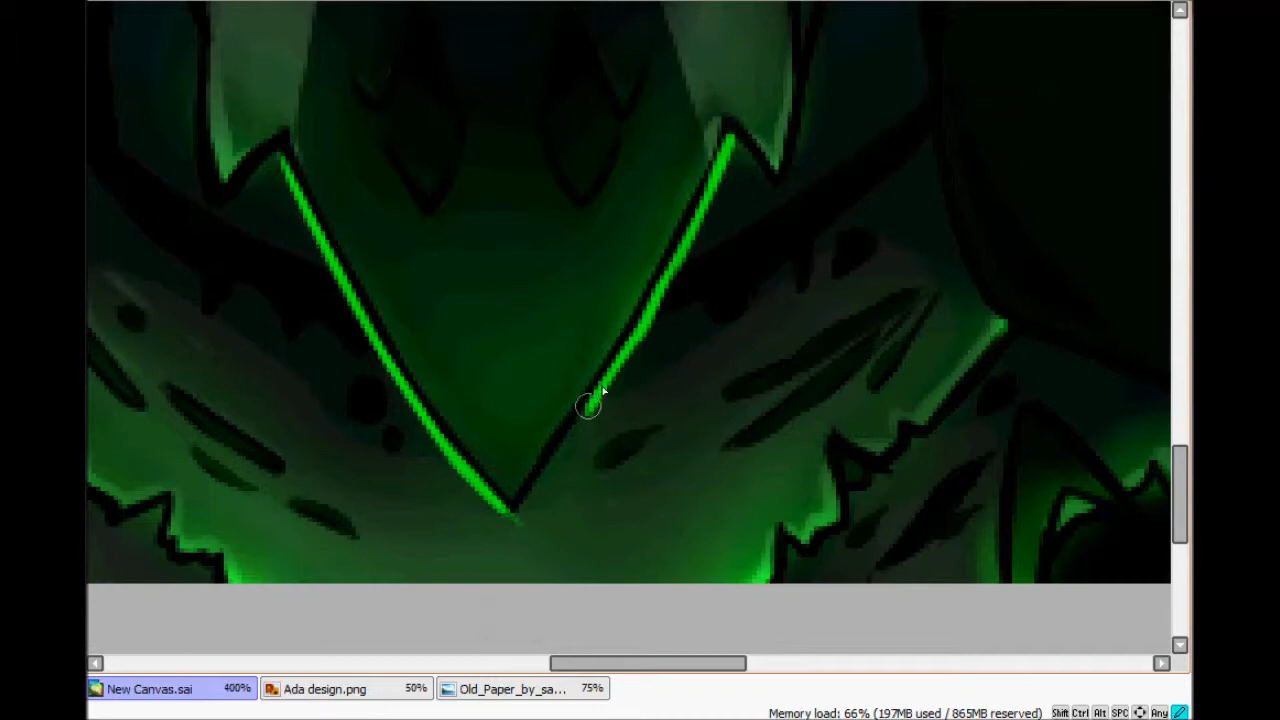 New Canvas.sai 400% Ada design.png 50% Old_Paper_by_sa... 75%
Memory load: 66% (197MB used / 865MB reserved) Shift Ctrl Alt SPC Any